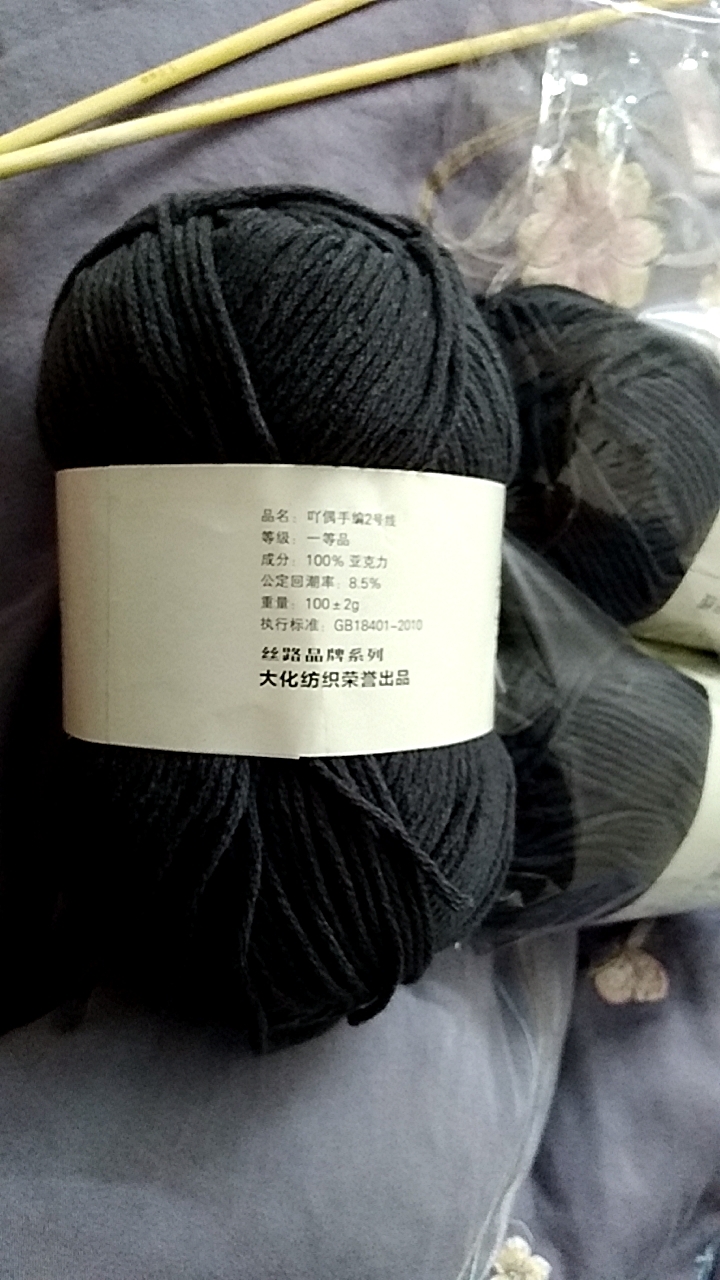 品名：吖偶手编2号线
等级：一等品
成分：100% 亚克力
公定回潮率：8.5%
重量：100±2g
执行标准：GB18401-2010
丝路品牌系列
大化纺织荣誉出品